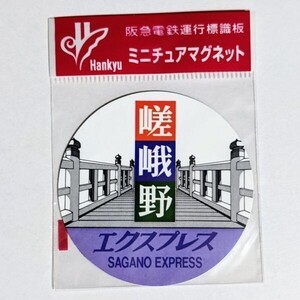 Hankyu
阪急電鉄運行標識板
ミニチュアマグネット
嵯
峨
野
エクスプレス
SAGANO EXPRESS